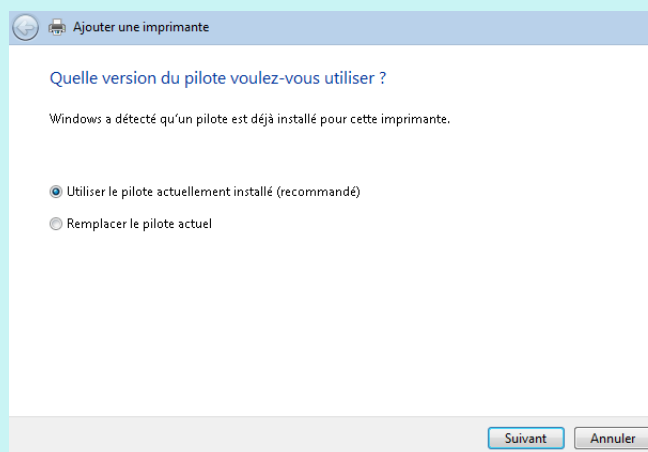 Ajouter une imprimante
Quelle version du pilote voulez-vous utiliser ?
Windows a détecté qu'un pilote est déjà installé pour cette imprimante.
Utiliser le pilote actuellement installé (recommandé)
Remplacer le pilote actuel
Suivant Annuler